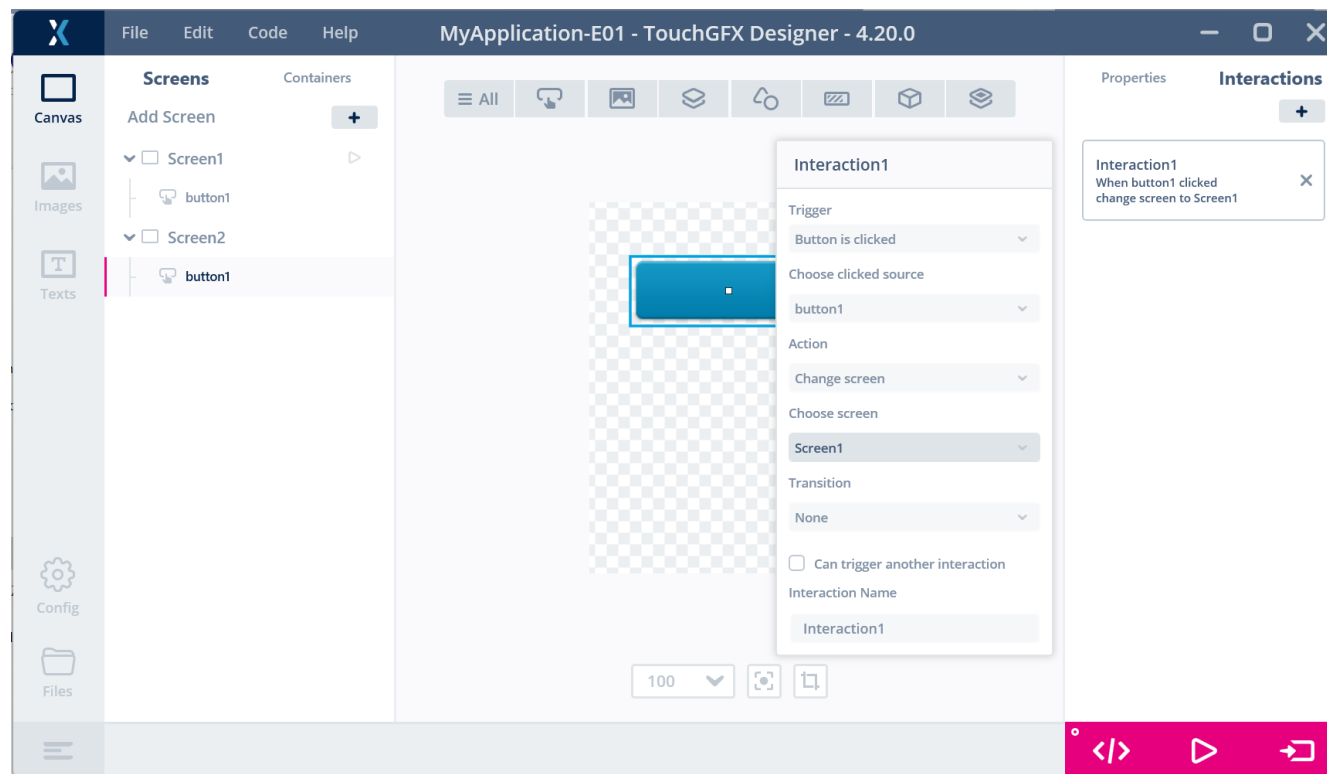 File Edit Code Help MyApplication-E01 - TouchGFX Designer - 4.20.0
Canvas
Images
Texts
Config
Files
Screens Containers
Add Screen
Screen1
button1
Screen2
button1
All
Interaction1
Trigger
Button is clicked
Choose clicked source
button1
Action
Change screen
Choose screen
Screen1
Transition
None
Can trigger another interaction
Interaction Name
Interaction1
100
Properties Interactions
Interaction1
When button1 clicked
change screen to Screen1